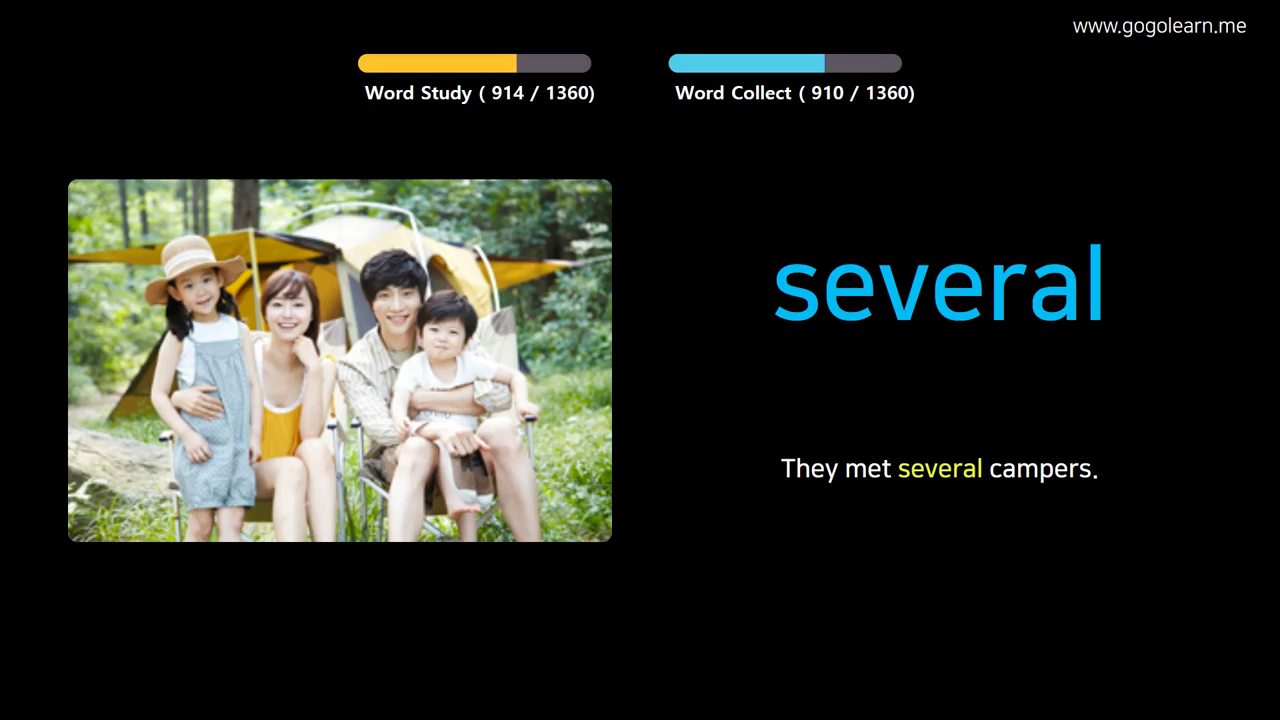 www.gogolearn.me
Word Study ( 914 / 1360)
Word Collect ( 910 / 1360)
several
They met several campers.